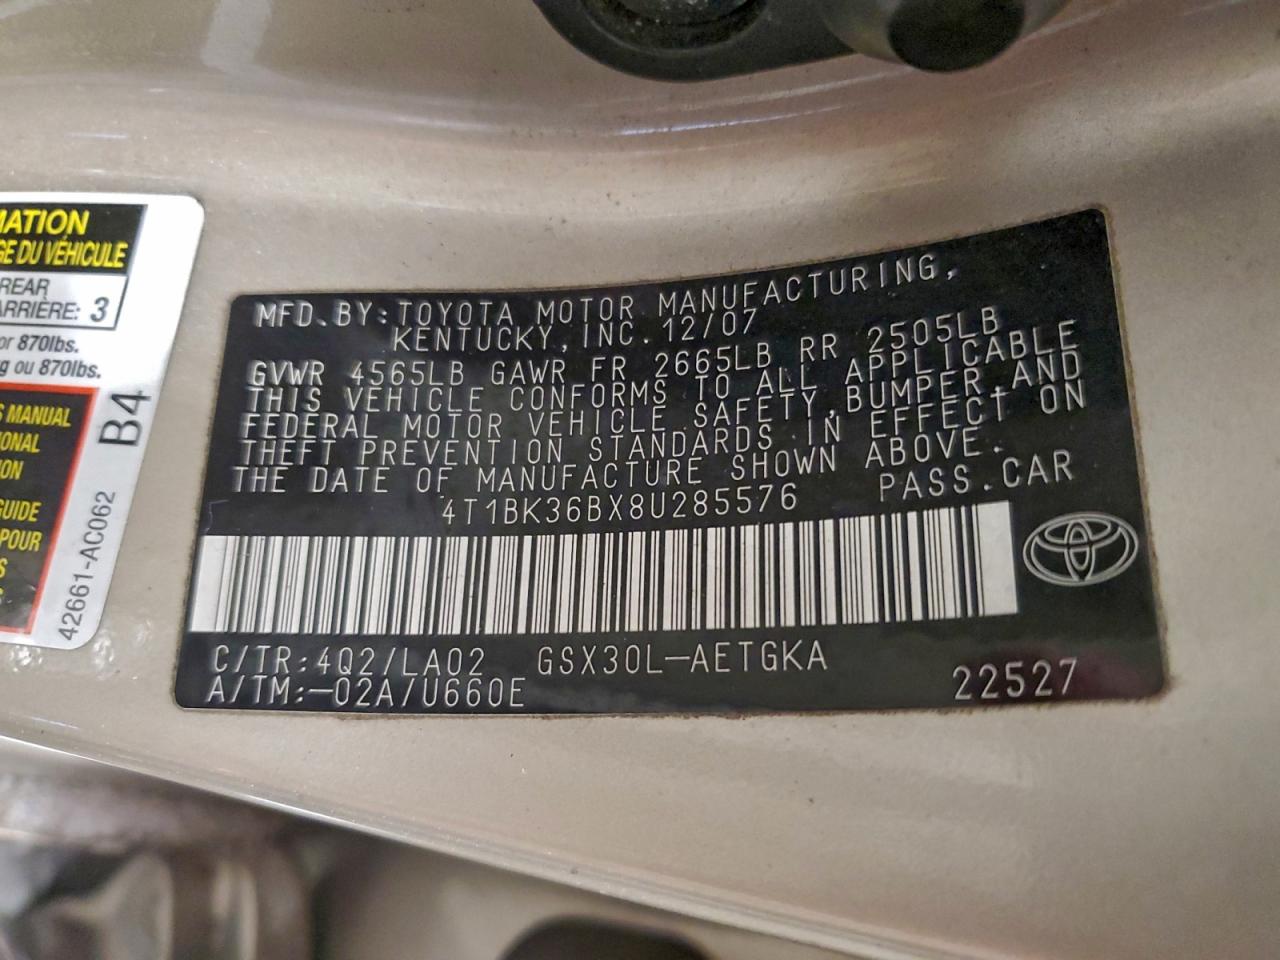 MATION
GE DU VÉHICULE
REAR
ARRIÈRE: 3
or 870lbs.
kg ou 870lbs.
S MANUAL
GUIDE
POUR
B4
42661-AC062
MFD.BY:TOYOTA MOTOR MANUFACTURING,
KENTUCKY,INC. 12/07
GVWR 4565LB GAWR FR 2665LB RR 2505LB
THIS VEHICLE CONFORMS TO ALL APPLICABLE
FEDERAL MOTOR VEHICLE SAFETY,BUMPER,AND
THEFT PREVENTION STANDARDS IN EFFECT ON
THE DATE OF MANUFACTURE SHOWN ABOVE.
4T1BK36BX8U285576 PASS.CAR
C/TR:4Q2/LA02 GSX30L-AETGKA
A/TM:-02A/U660E 22527